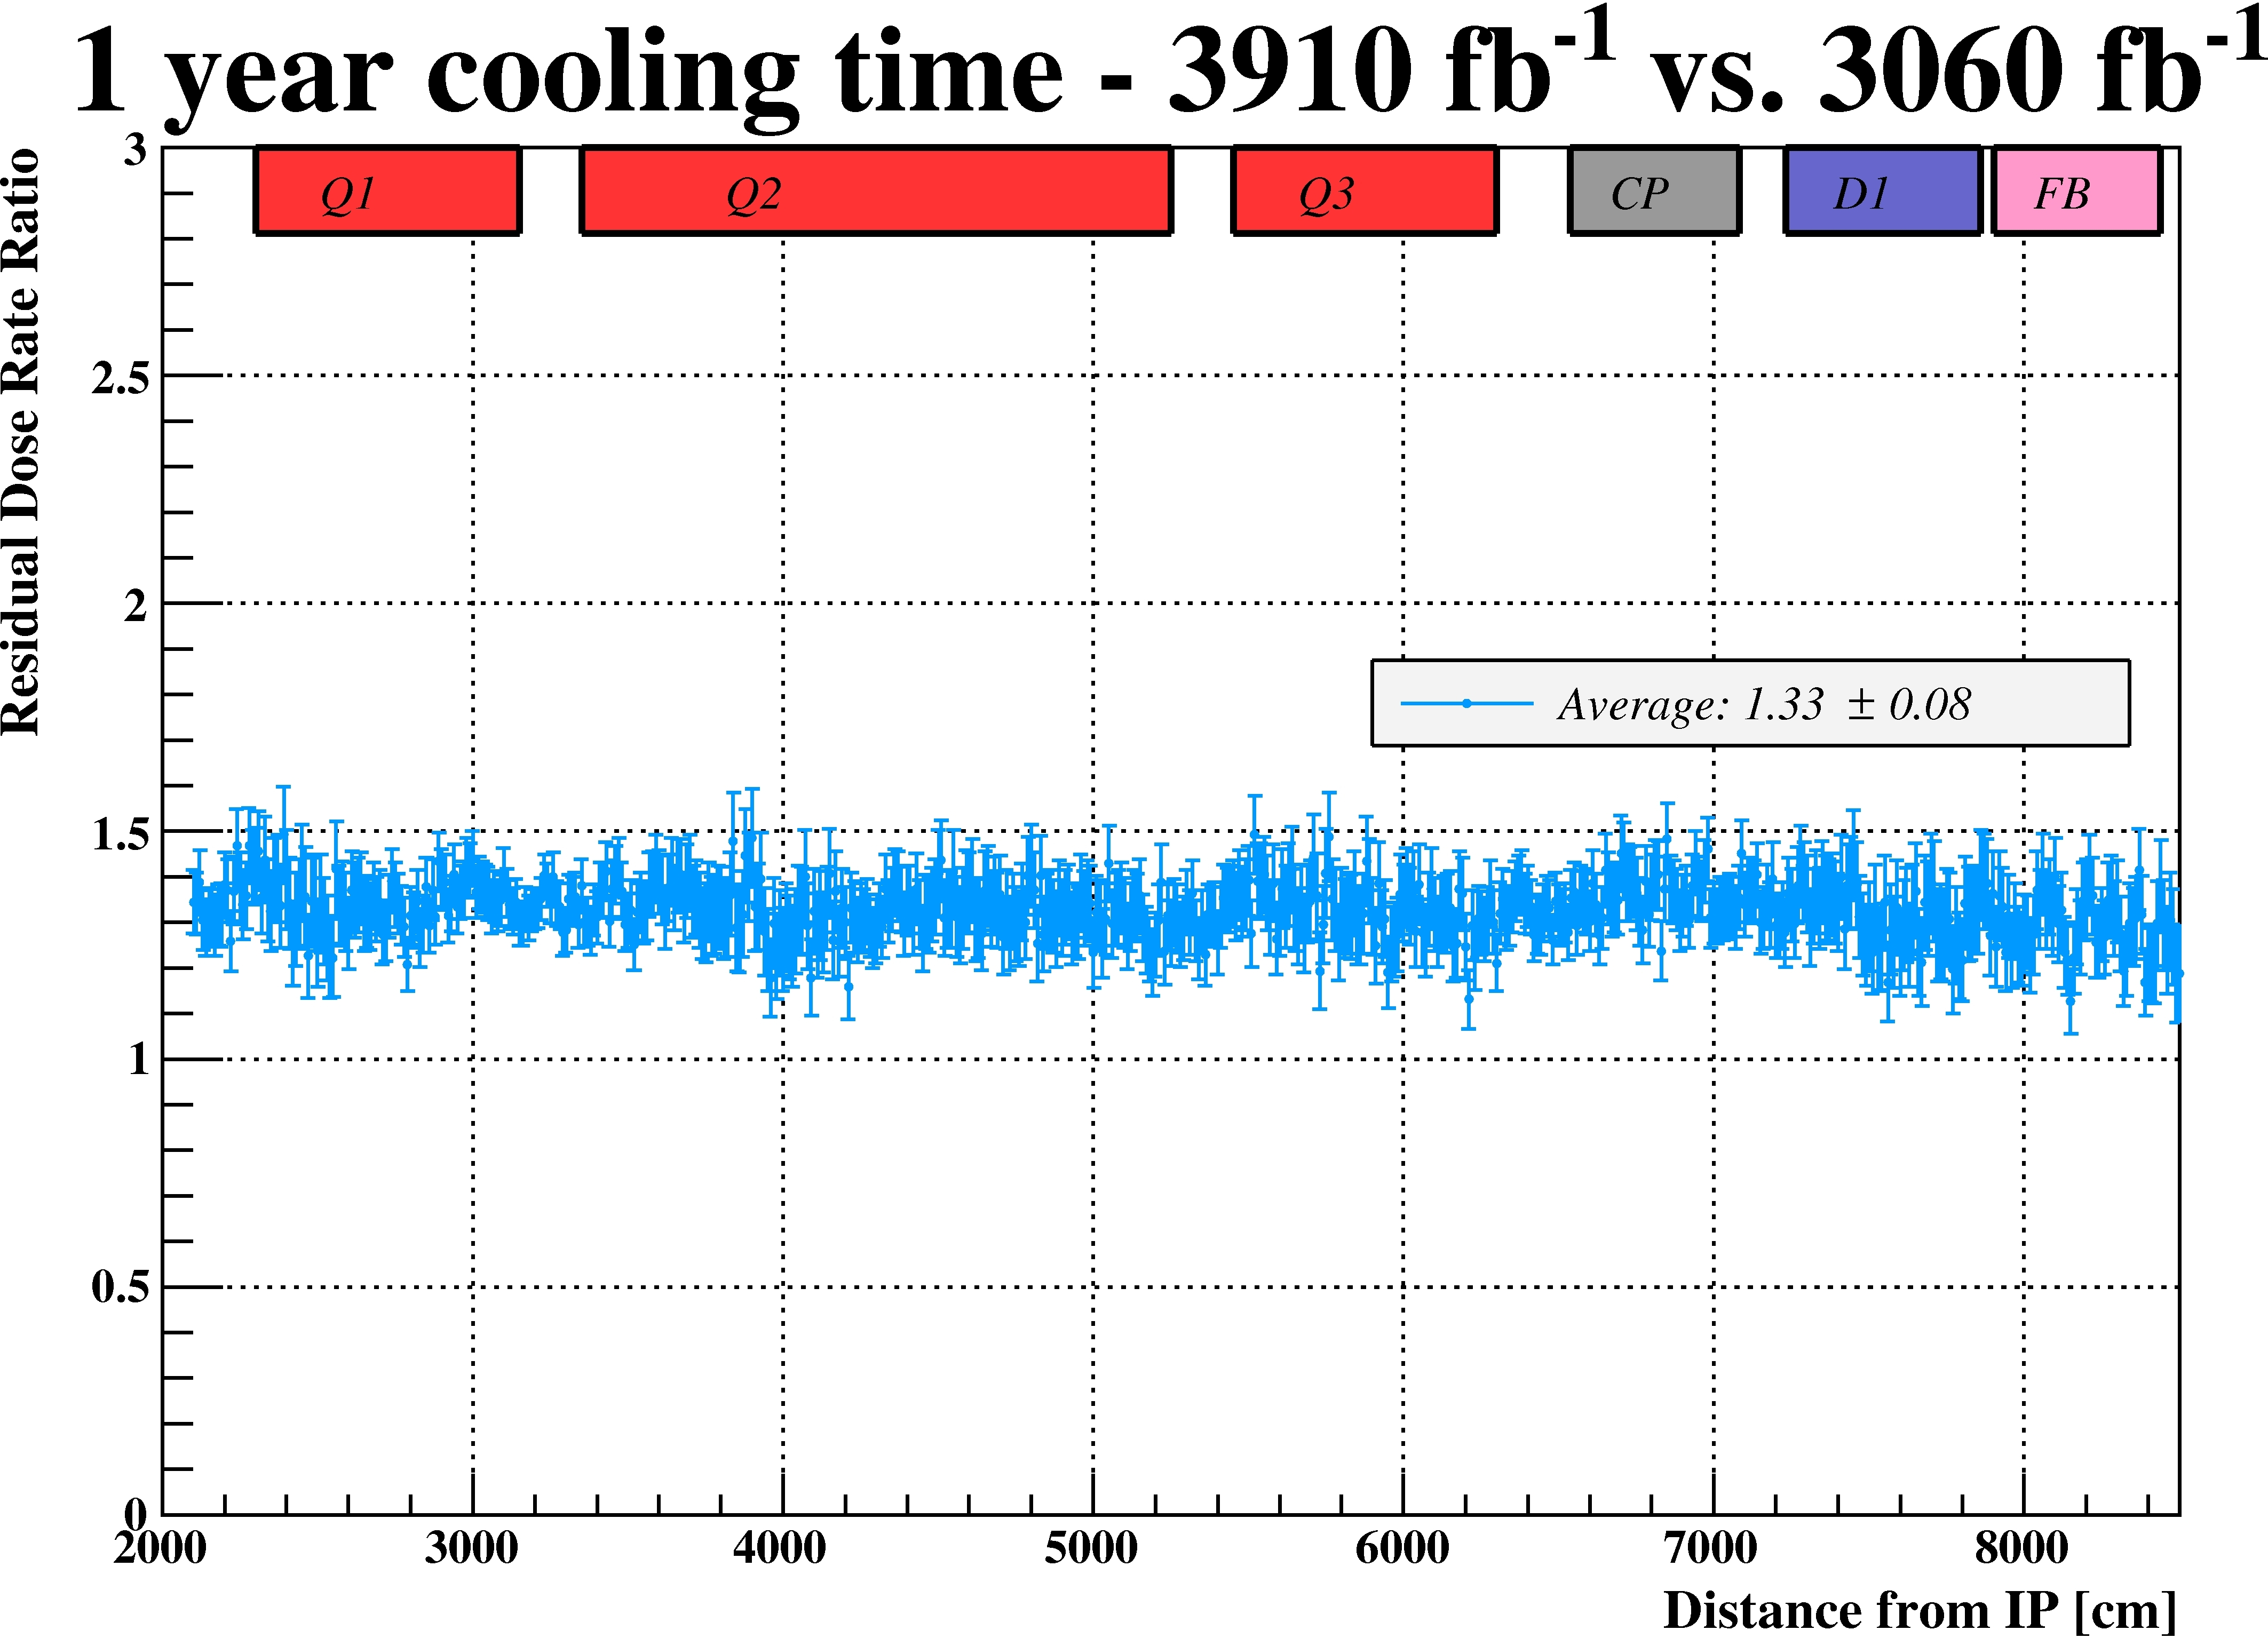 1 year cooling time - 3910 fb⁻¹ vs. 3060 fb⁻¹
Residual Dose Rate Ratio
Q1 Q2 Q3 CP D1 FB
3
2.5
2
Average: 1.33 ± 0.08
1.5
1
0.5
0
2000 3000 4000 5000 6000 7000 8000
Distance from IP [cm]